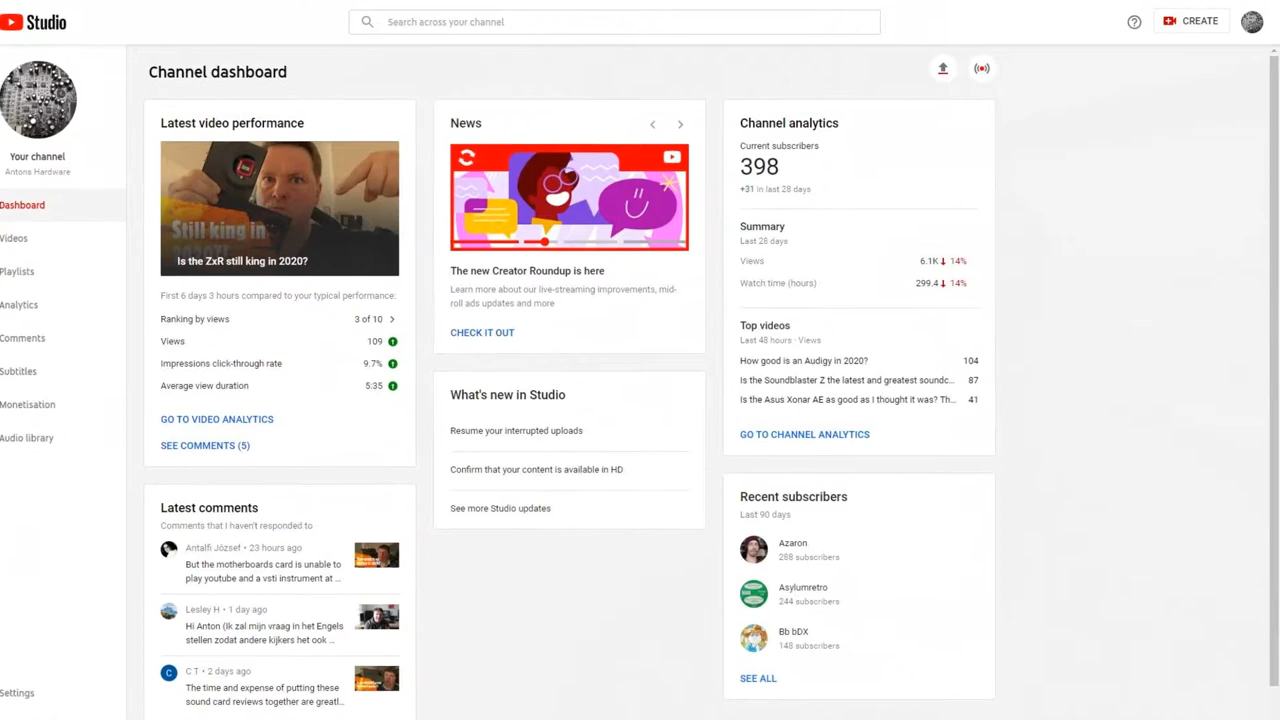 Studio
Search across your channel
CREATE
Your channel
Antons Hardware
Dashboard
Videos
Playlists
Analytics
Comments
Subtitles
Monetisation
Audio library
Settings
Channel dashboard
Latest video performance
Still king in
2020?
Is the ZxR still king in 2020?
First 6 days 3 hours compared to your typical performance:
Ranking by views 3 of 10
Views 109
Impressions click-through rate 9.7%
Average view duration 5:35
GO TO VIDEO ANALYTICS
SEE COMMENTS (5)
Latest comments
Comments that I haven't responded to
Antalfi József • 23 hours ago
But the motherboards card is unable to
play youtube and a vsti instrument at ...
Lesley H • 1 day ago
Hi Anton (Ik zal mijn vraag in het Engels
stellen zodat andere kijkers het ook ...
C
C T • 2 days ago
The time and expense of putting these
sound card reviews together are greatl...
News
The new Creator Roundup is here
Learn more about our live-streaming improvements, mid-
roll ads updates and more
CHECK IT OUT
What's new in Studio
Resume your interrupted uploads
Confirm that your content is available in HD
See more Studio updates
Channel analytics
Current subscribers
398
+31 in last 28 days
Summary
Last 28 days
Views 6.1K 14%
Watch time (hours) 299.4 14%
Top videos
Last 48 hours · Views
How good is an Audigy in 2020? 104
Is the Soundblaster Z the latest and greatest soundc... 87
Is the Asus Xonar AE as good as I thought it was? Th... 41
GO TO CHANNEL ANALYTICS
Recent subscribers
Last 90 days
Azaron
288 subscribers
Asylumretro
244 subscribers
Bb bDX
148 subscribers
SEE ALL